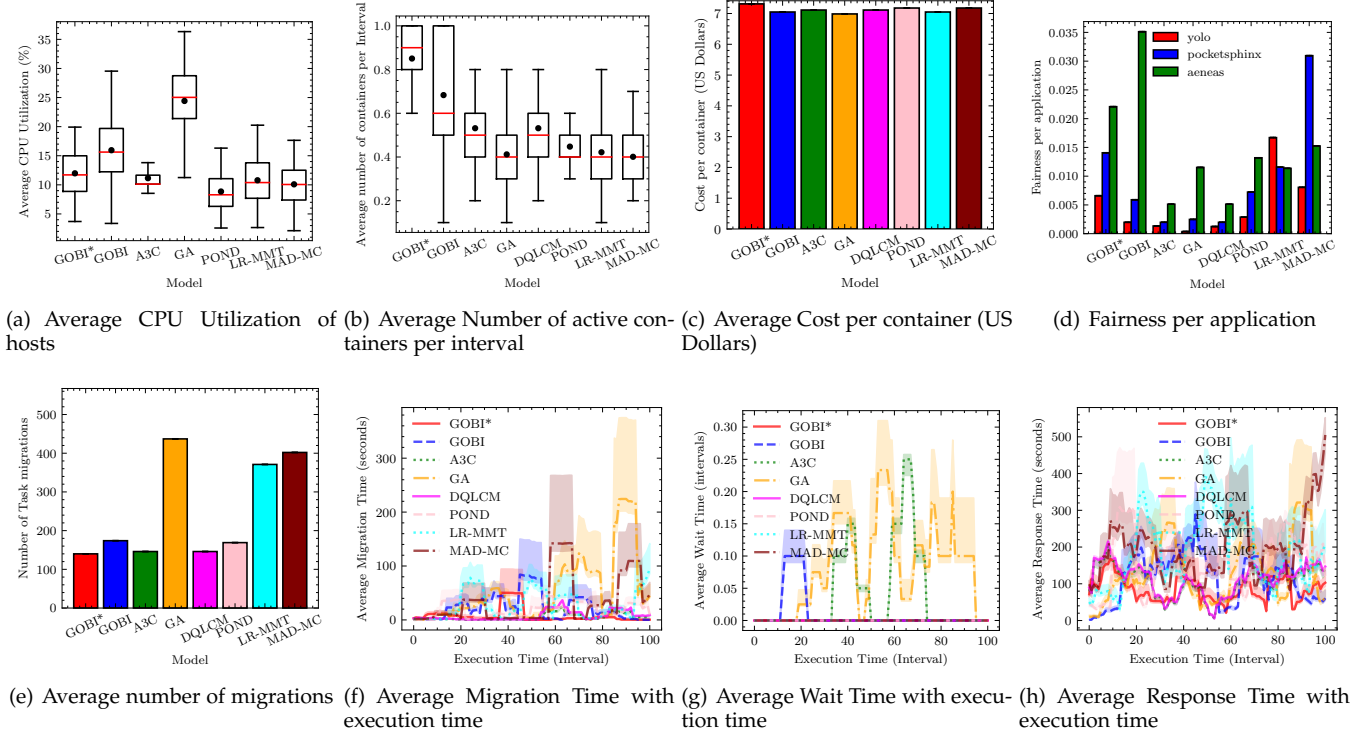 Average CPU Utilization (%)
35
30
25
20
15
10
5
GOBI*
GOBI
A3C
GA
POND
LR-MMT
MAD-MC
Model
(a) Average CPU Utilization of
hosts
Average number of containers per Interval
1.0
0.8
0.6
0.4
0.2
GOBI*
GOBI
A3C
GA
DQLCM
POND
LR-MMT
MAD-MC
Model
(b) Average Number of active con-
tainers per interval
Cost per container (US Dollars)
7
6
5
4
3
2
1
0
GOBI*
GOBI
A3C
GA
DQLCM
POND
LR-MMT
MAD-MC
Model
(c) Average Cost per container (US
Dollars)
Fairness per application
0.035
0.030
0.025
0.020
0.015
0.010
0.005
0.000
yolo
pocketsphinx
aeneas
GOBI*
GOBI
A3C
GA
DQLCM
POND
LR-MMT
MAD-MC
Model
(d) Fairness per application
Number of Task migrations
500
400
300
200
100
0
GOBI*
GOBI
A3C
GA
DQLCM
POND
LR-MMT
MAD-MC
Model
(e) Average number of migrations
Average Migration Time (seconds)
300
200
100
0
GOBI*
GOBI
A3C
GA
DQLCM
POND
LR-MMT
MAD-MC
0 20 40 60 80 100
Execution Time (Interval)
(f) Average Migration Time with
execution time
Average Wait Time (intervals)
0.30
0.25
0.20
0.15
0.10
0.05
0.00
GOBI*
GOBI
A3C
GA
DQLCM
POND
LR-MMT
MAD-MC
0 20 40 60 80 100
Execution Time (Interval)
(g) Average Wait Time with execu-
tion time
Average Response Time (seconds)
500
400
300
200
100
0
GOBI*
GOBI
A3C
GA
DQLCM
POND
LR-MMT
MAD-MC
0 20 40 60 80 100
Execution Time (Interval)
(h) Average Response Time with
execution time